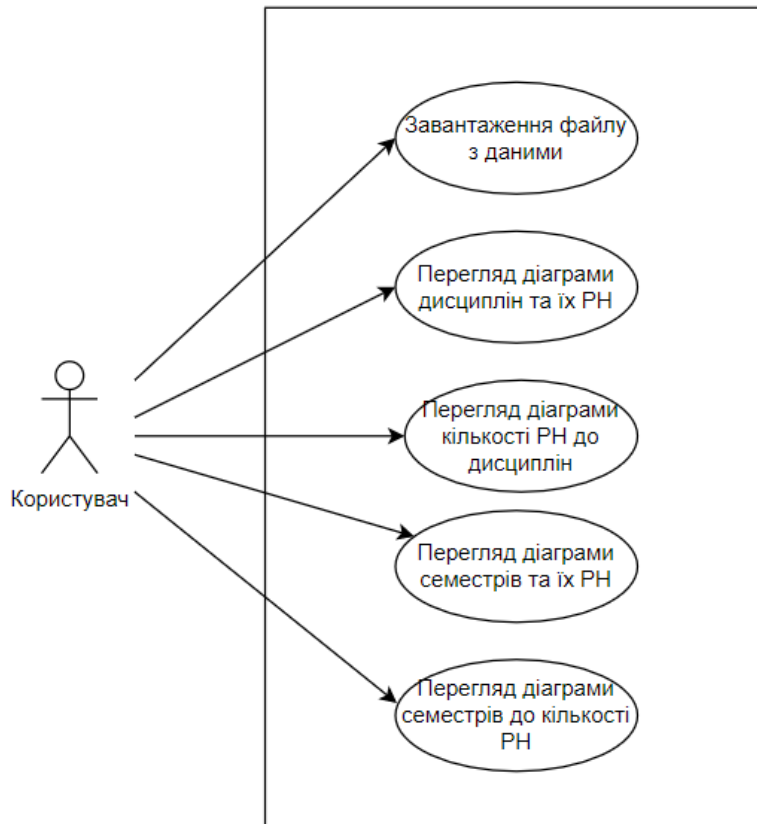 Завантаження файлу
з даними
Перегляд діаграми
дисциплін та їх РН
Перегляд діаграми
кількості РН до
дисциплін
Користувач
Перегляд діаграми
семестрів та їх РН
Перегляд діаграми
семестрів до кількості
РН